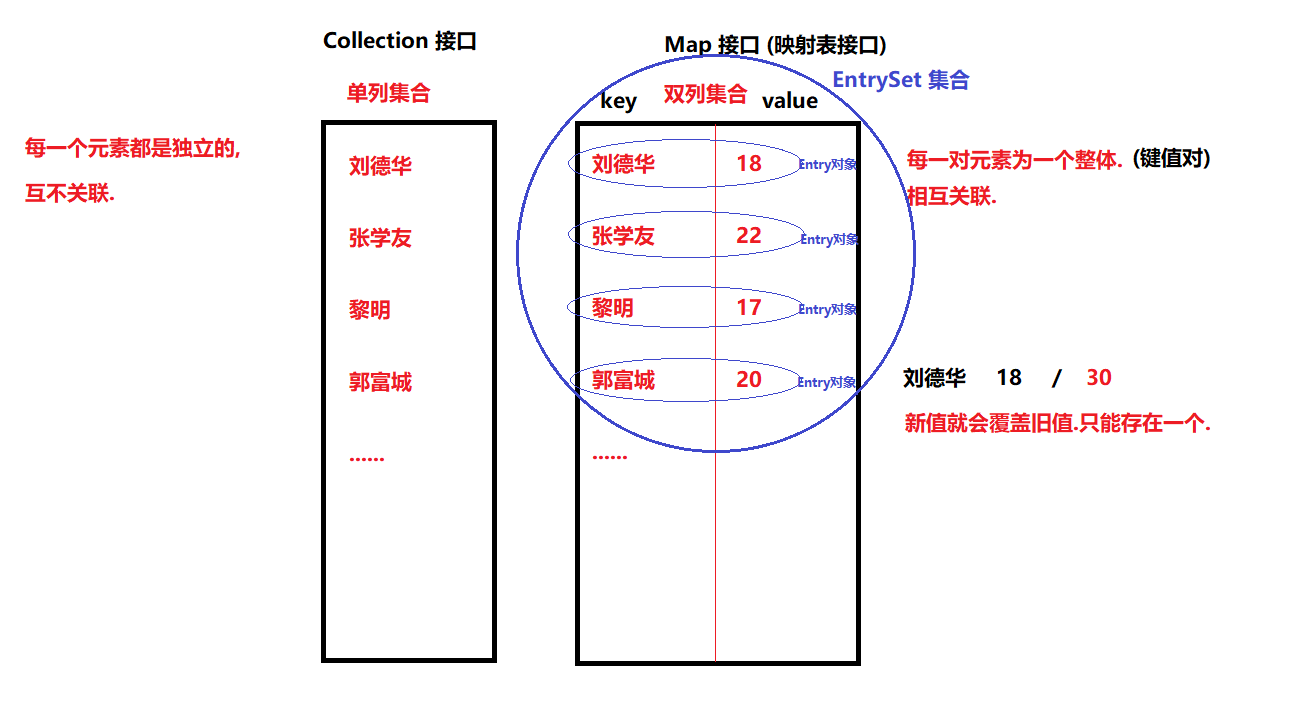 Collection 接口
单列集合
每一个元素都是独立的,
互不关联.
刘德华
张学友
黎明
郭富城
......
Map 接口 (映射表接口)
EntrySet 集合
key 双列集合 value
刘德华 18 Entry对象
张学友 22 Entry对象
黎明 17 Entry对象
郭富城 20 Entry对象
......
每一对元素为一个整体. (键值对)
相互关联.
刘德华 18 / 30
新值就会覆盖旧值.只能存在一个.